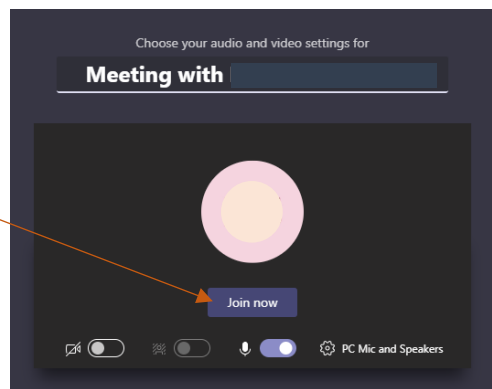 Choose your audio and video settings for
Meeting with
Join now
PC Mic and Speakers